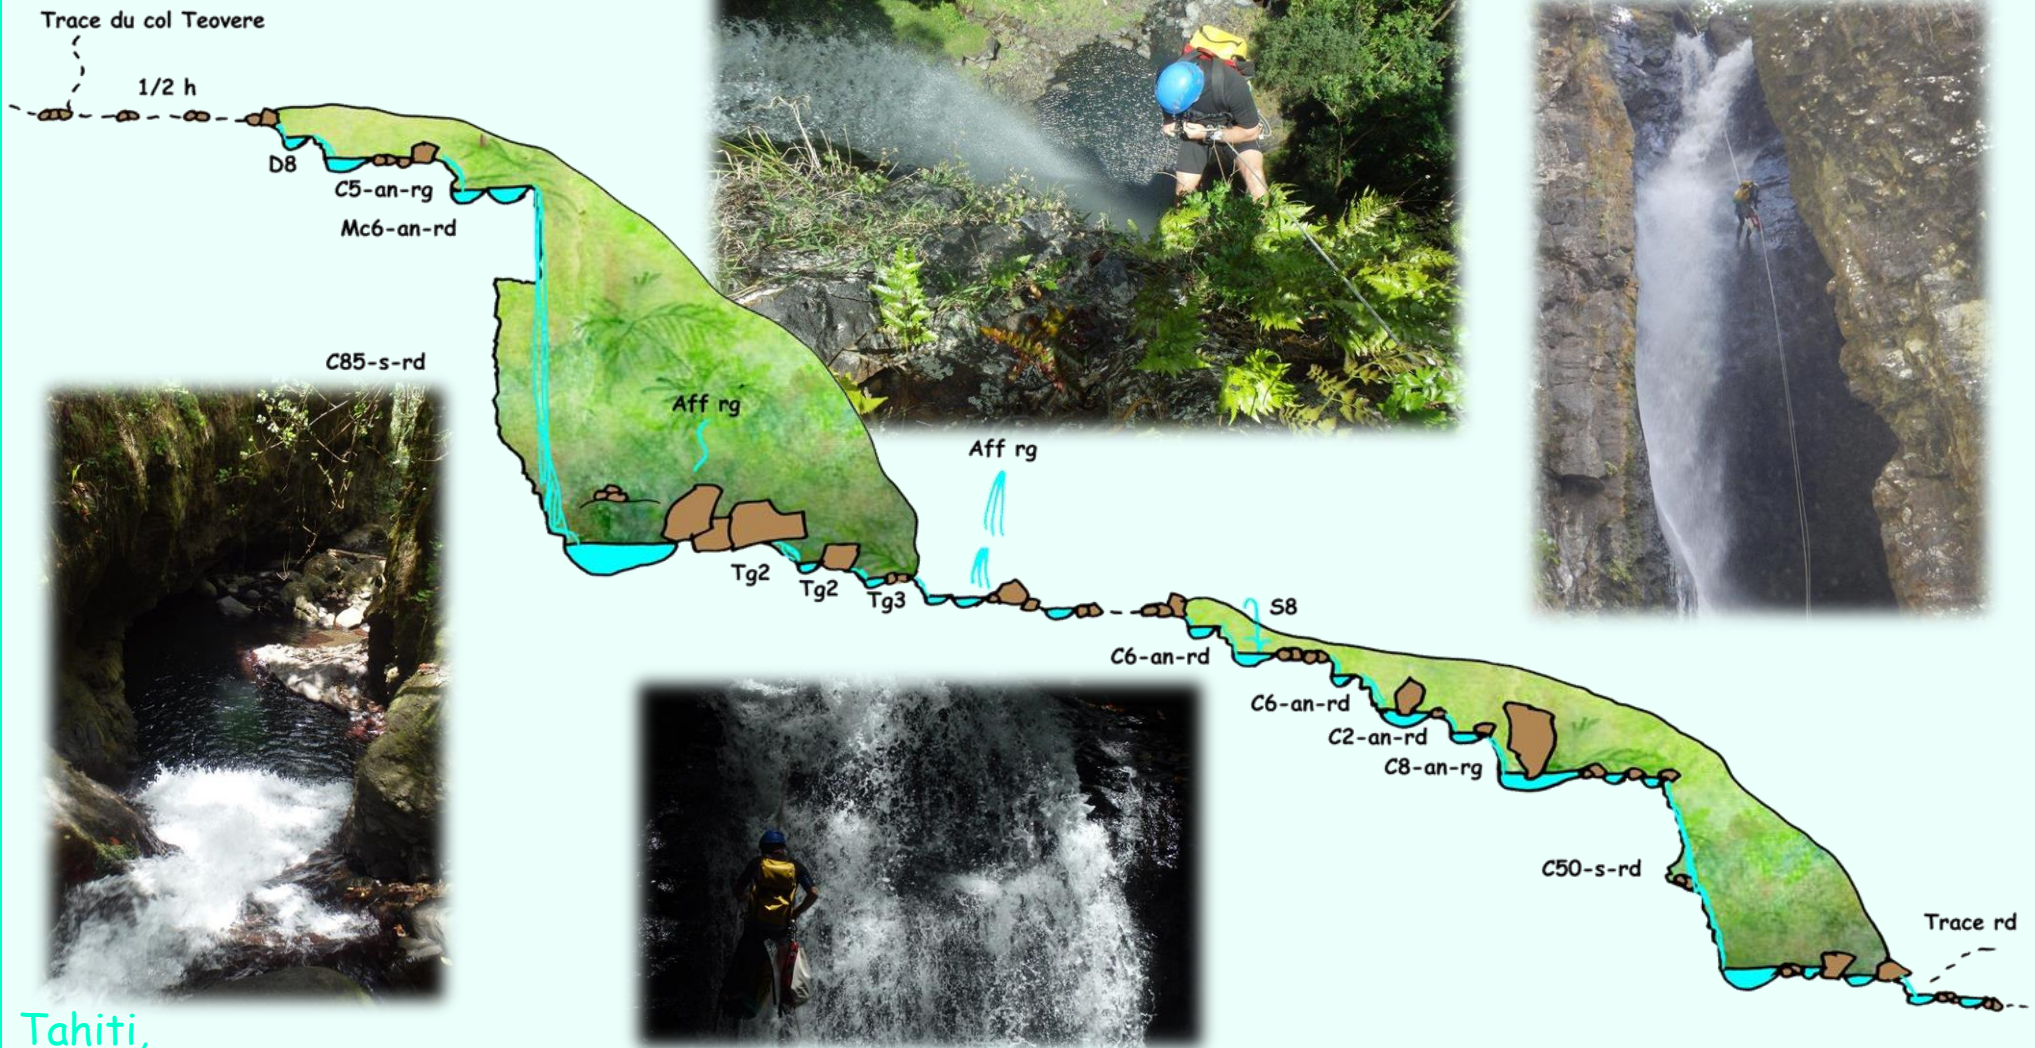 Trace du col Teovere
1/2 h
D8
C5-an-rg
Mc6-an-rd
C85-s-rd
Aff rg
Aff rg
Tg2
Tg2
Tg3
S8
C6-an-rd
C6-an-rd
C2-an-rd
C8-an-rg
C50-s-rd
Trace rd
Tahiti,